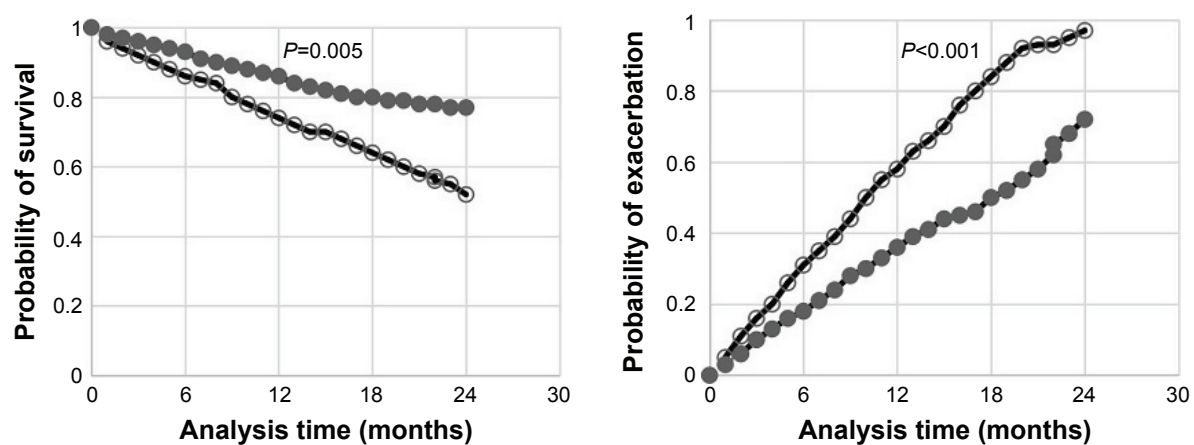 Probability of survival
1
0.8
0.6
0.4
0.2
0
P=0.005
0 6 12 18 24 30
Analysis time (months)
Probability of exacerbation
1
0.8
0.6
0.4
0.2
0
P<0.001
0 6 12 18 24 30
Analysis time (months)